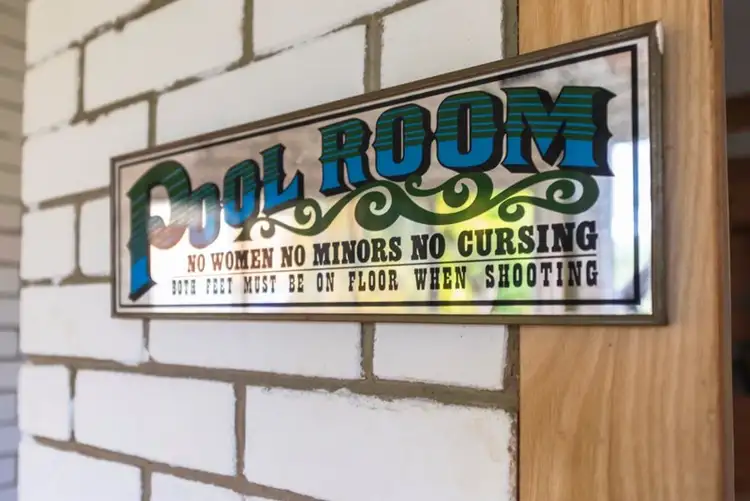 POOL ROOM
NO WOMEN NO MINORS NO CURSING
BOTH FEET MUST BE ON FLOOR WHEN SHOOTING